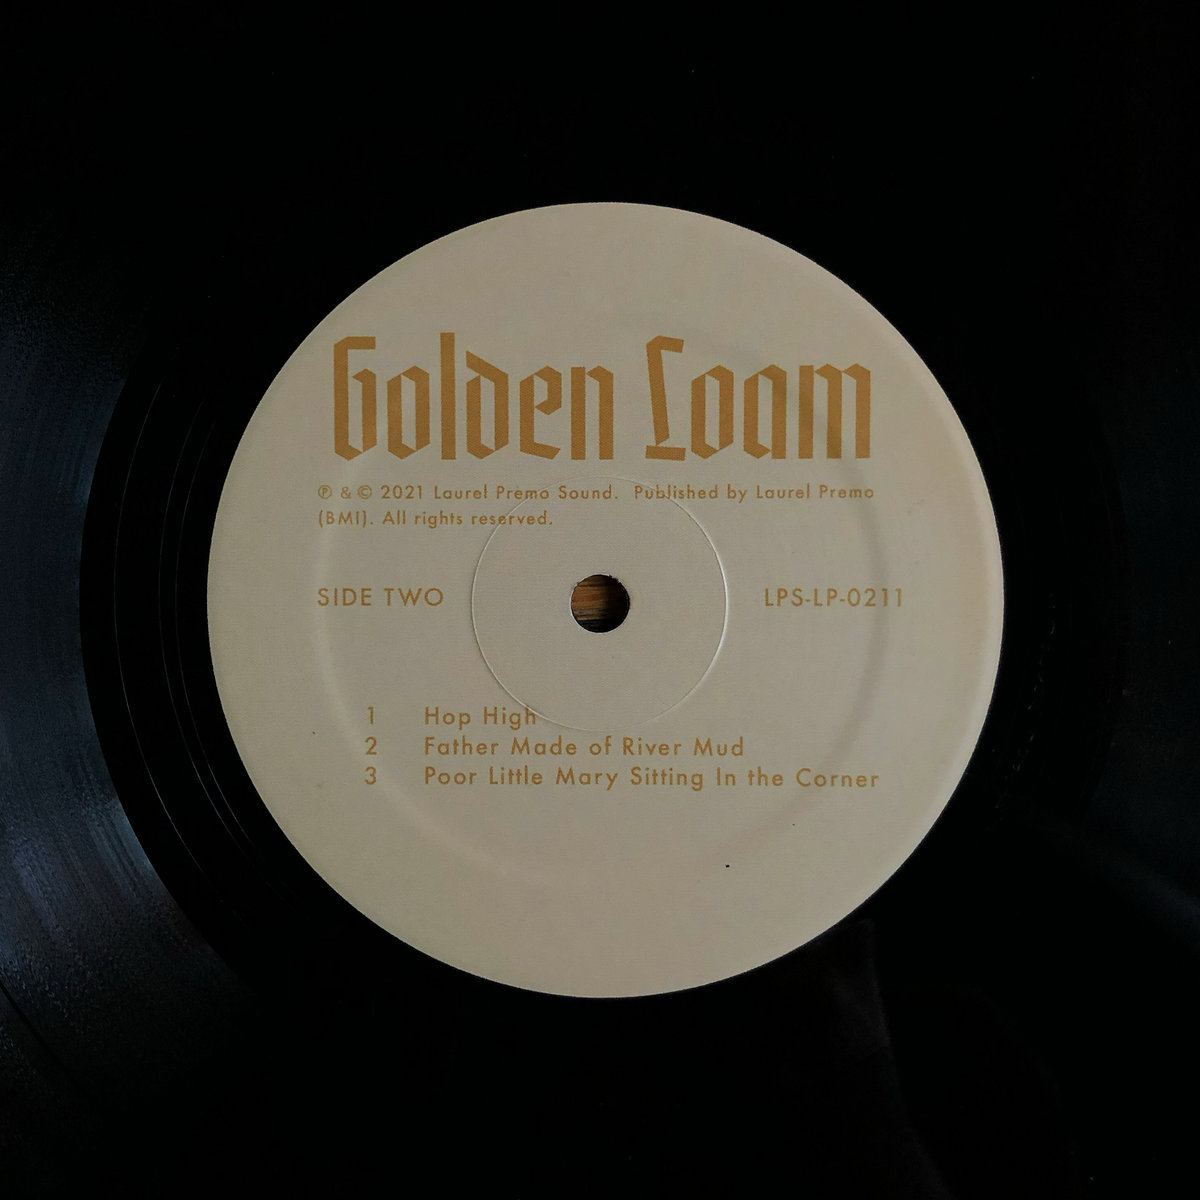 Golden Loam
℗ & © 2021 Laurel Premo Sound. Published by Laurel Premo
(BMI). All rights reserved.
SIDE TWO LPS-LP-0211
1 Hop High
2 Father Made of River Mud
3 Poor Little Mary Sitting In the Corner